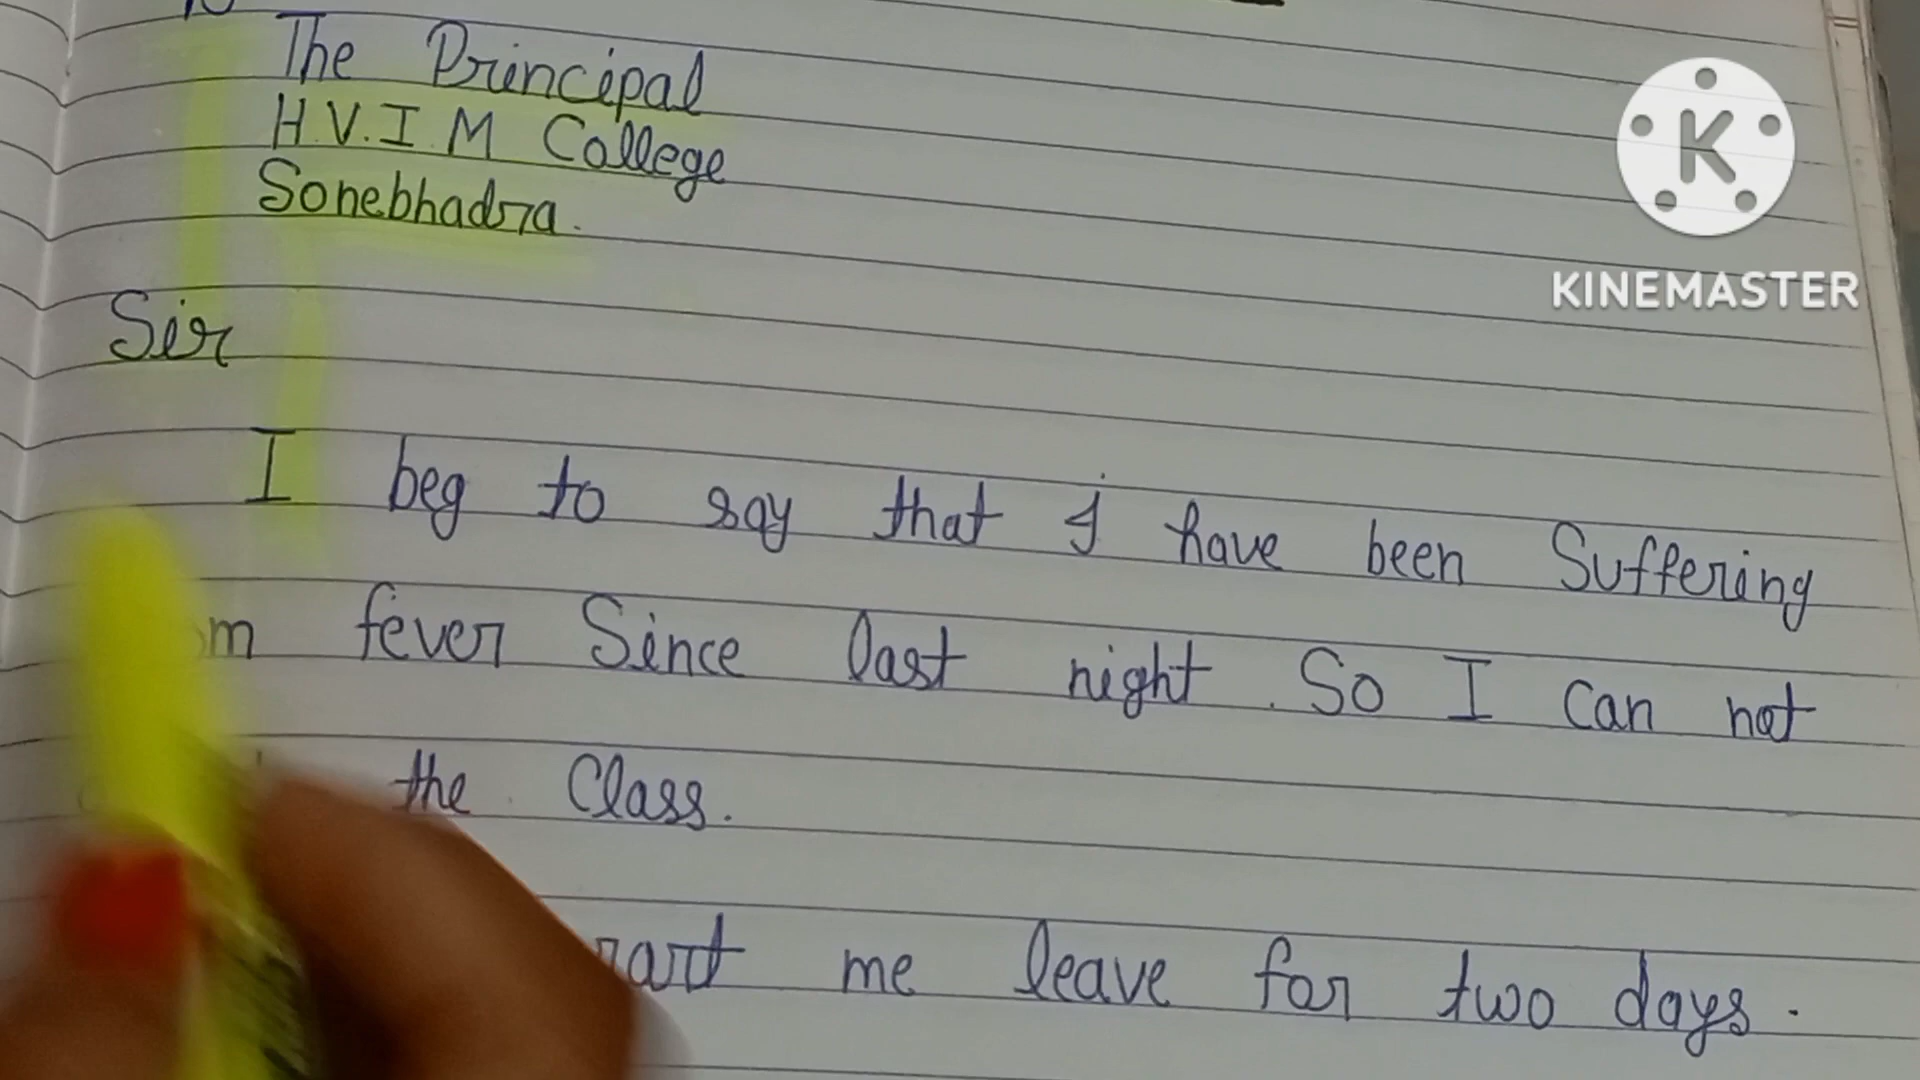 To
The Principal
H.V.I.M College
Sonebhadra.
Sir
I beg to say that I have been Suffering
fever Since last night. So I can not
the Class.
me leave for two days.
KINEMASTER